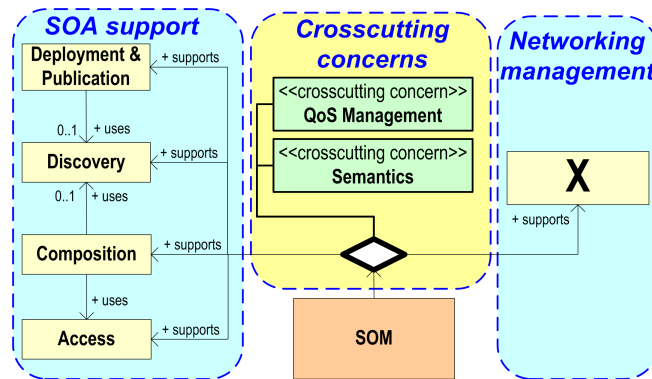 SOA support
Deployment &
Publication
+ supports
0..1
+ uses
Discovery
+ supports
0..1
+ uses
Composition
+ supports
+ uses
Access
+ supports
Crosscutting
concerns
<<crosscutting concern>>
QoS Management
<<crosscutting concern>>
Semantics
SOM
Networking
management
X
+ supports